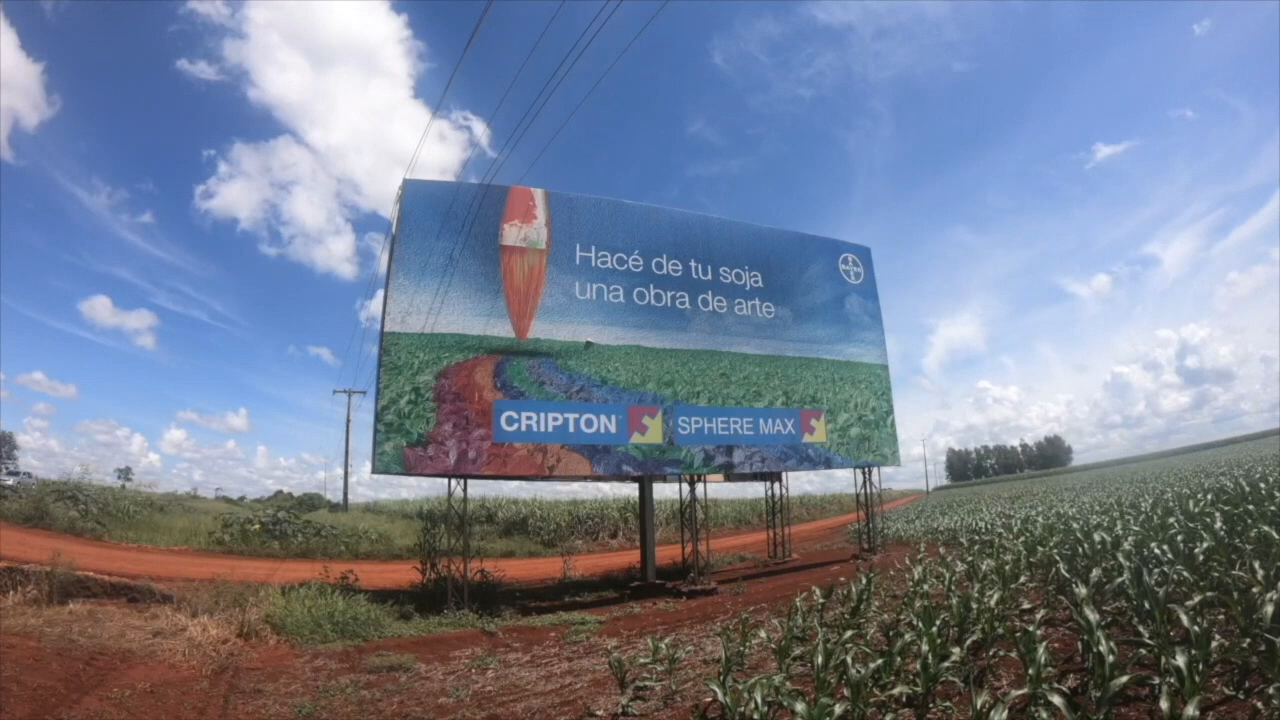 Hacé de tu soja
una obra de arte
BAYER
CRIPTON
SPHERE MAX